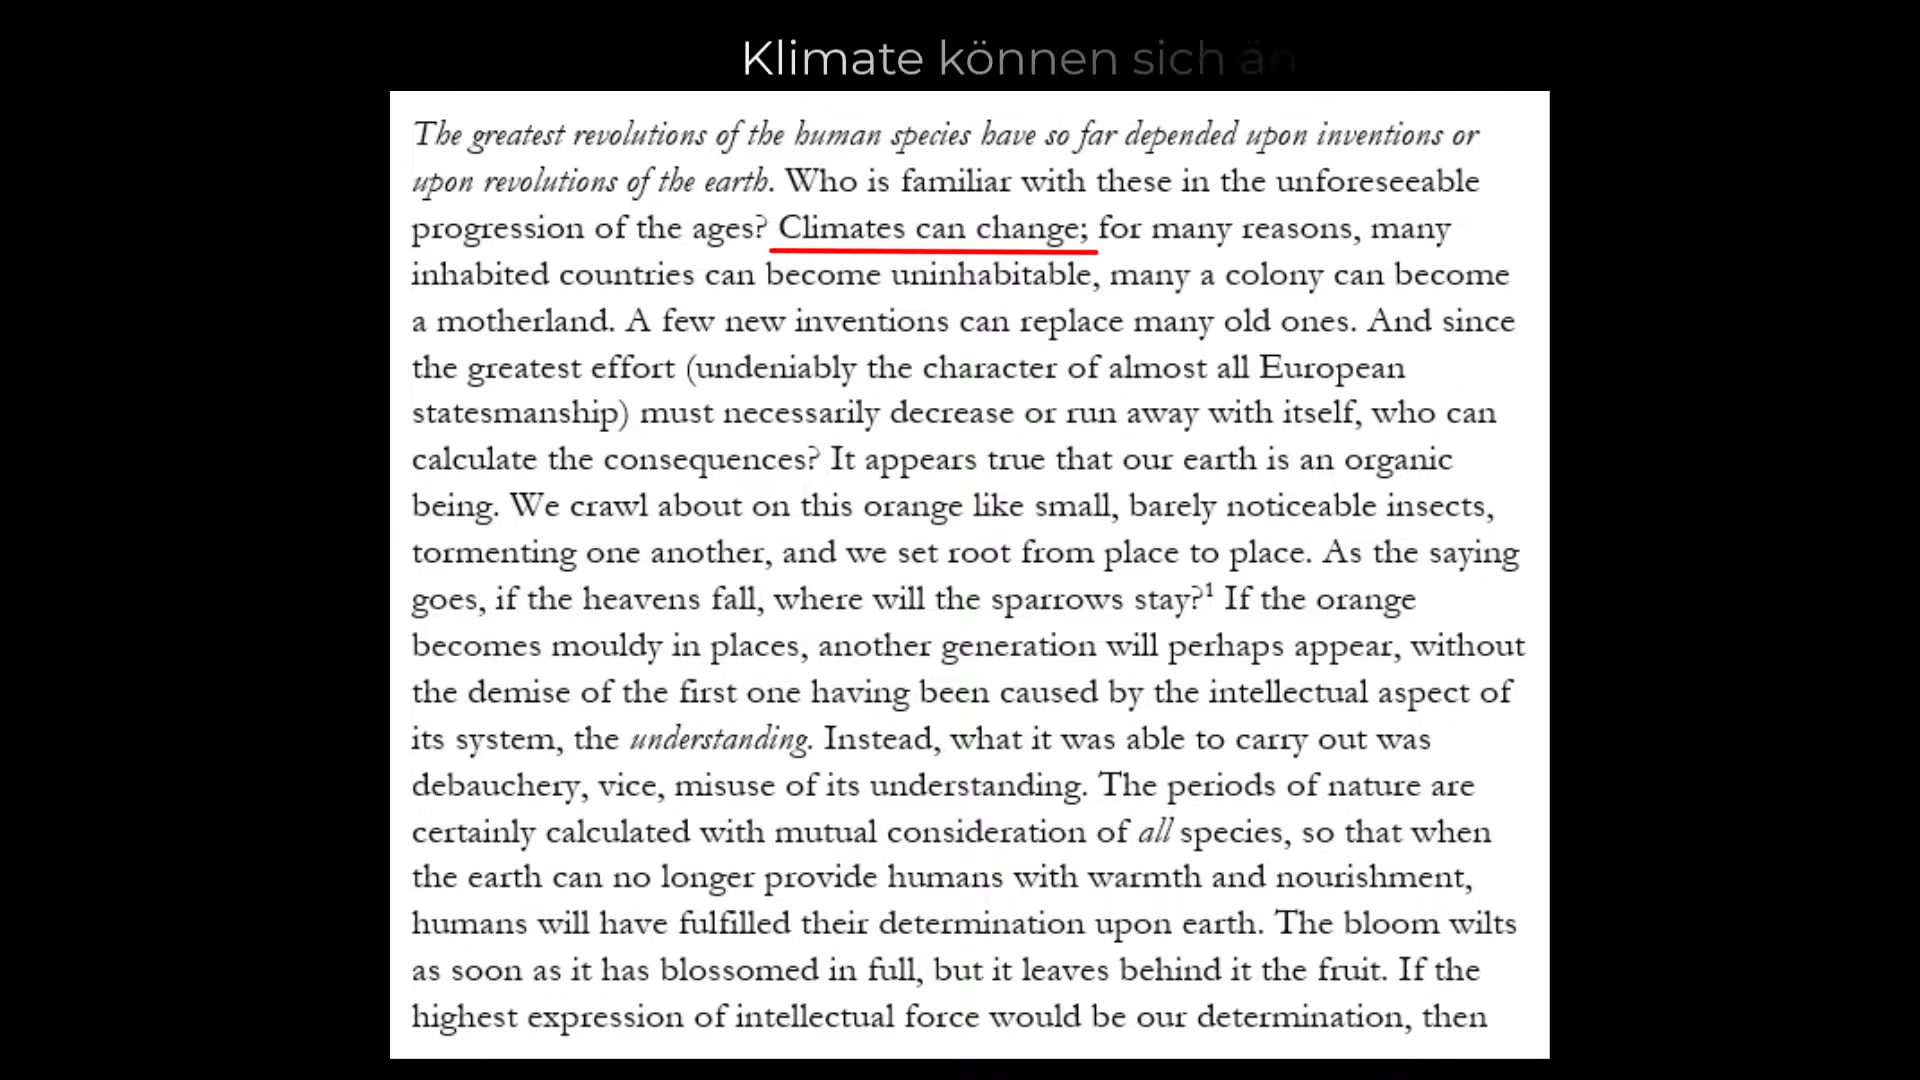 Klimate können sich än
The greatest revolutions of the human species have so far depended upon inventions or
upon revolutions of the earth. Who is familiar with these in the unforeseeable
progression of the ages? Climates can change; for many reasons, many
inhabited countries can become uninhabitable, many a colony can become
a motherland. A few new inventions can replace many old ones. And since
the greatest effort (undeniably the character of almost all European
statesmanship) must necessarily decrease or run away with itself, who can
calculate the consequences? It appears true that our earth is an organic
being. We crawl about on this orange like small, barely noticeable insects,
tormenting one another, and we set root from place to place. As the saying
goes, if the heavens fall, where will the sparrows stay?¹ If the orange
becomes mouldy in places, another generation will perhaps appear, without
the demise of the first one having been caused by the intellectual aspect of
its system, the understanding. Instead, what it was able to carry out was
debauchery, vice, misuse of its understanding. The periods of nature are
certainly calculated with mutual consideration of all species, so that when
the earth can no longer provide humans with warmth and nourishment,
humans will have fulfilled their determination upon earth. The bloom wilts
as soon as it has blossomed in full, but it leaves behind it the fruit. If the
highest expression of intellectual force would be our determination, then